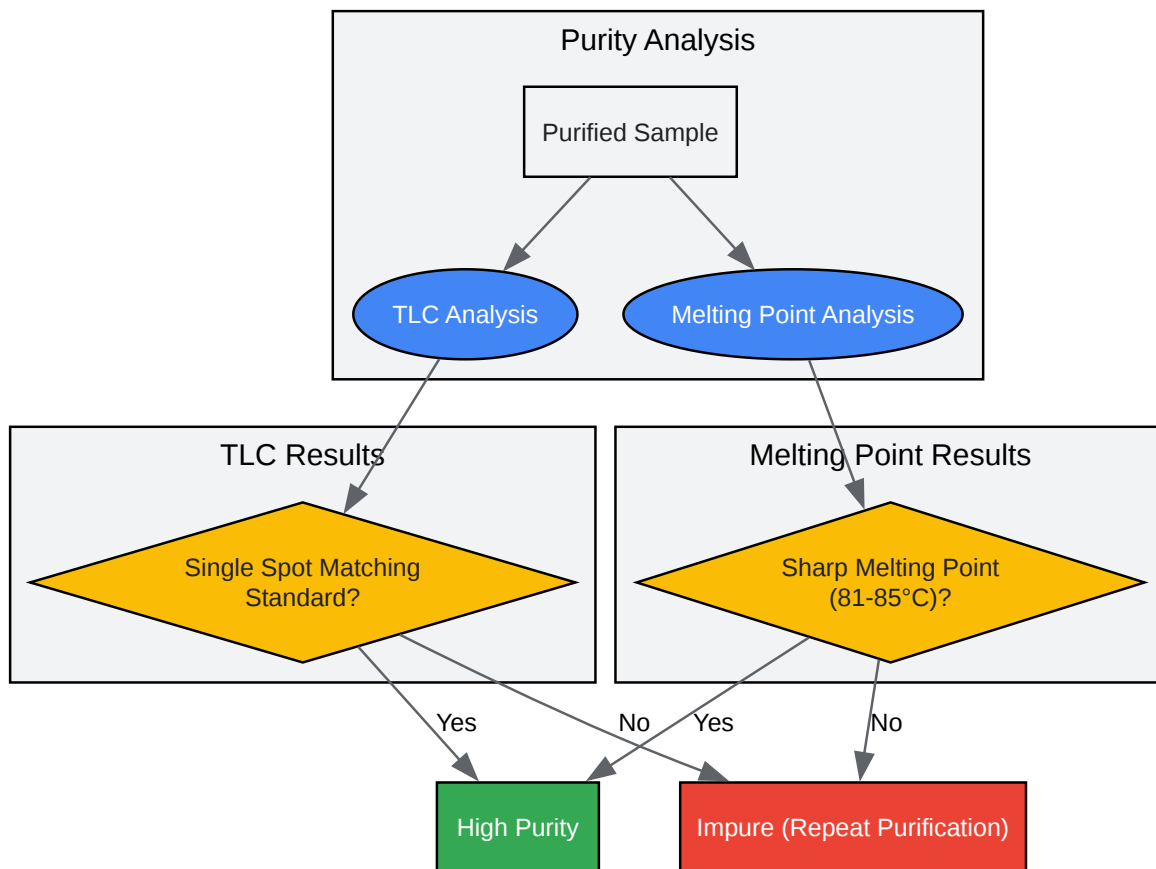 Purity Analysis
Purified Sample
TLC Analysis
Melting Point Analysis
TLC Results
Melting Point Results
Single Spot Matching
Standard?
Sharp Melting Point
(81-85°C)?
Yes
No
Yes
No
High Purity
Impure (Repeat Purification)